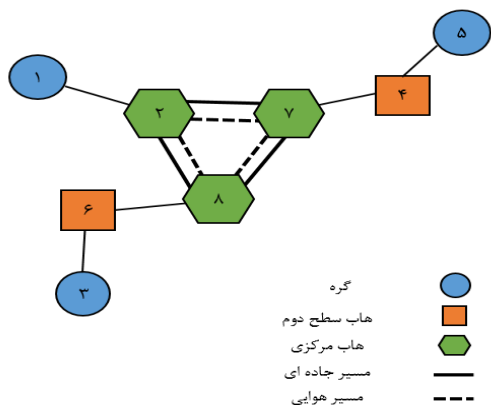 ۵
۱
۴
۲
۷
۸
۶
۳
گره
هاب سطح دوم
هاب مرکزی
مسیر جاده ای
مسیر هوایی